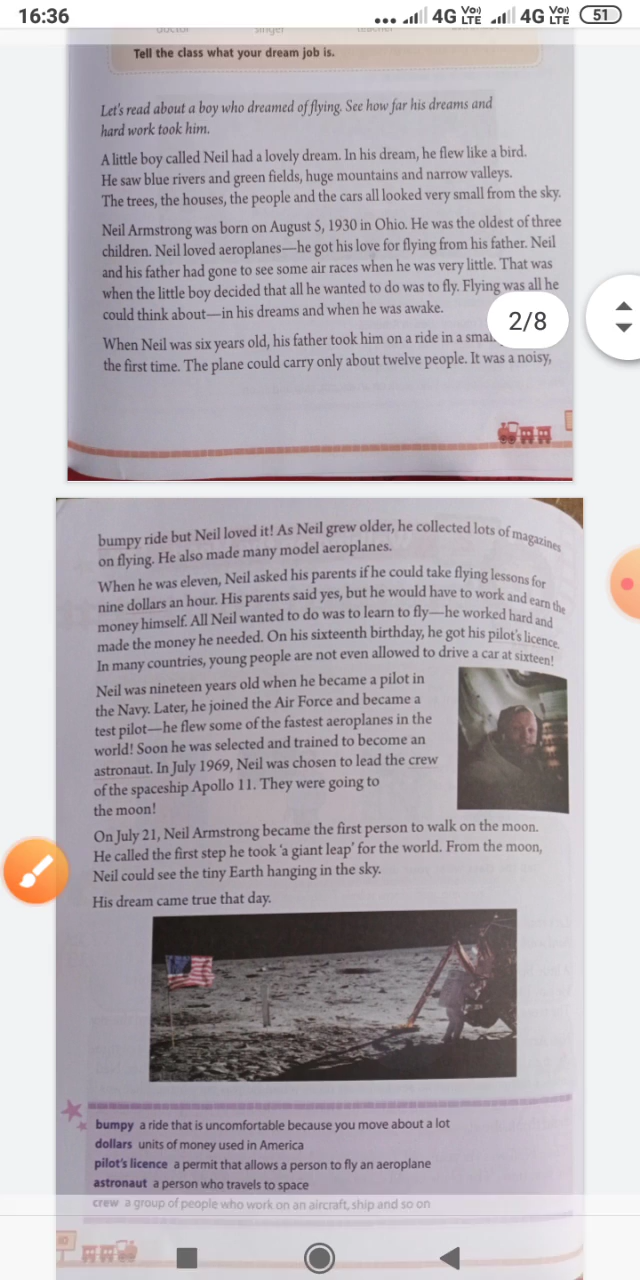 16:36
4G
VoLTE
4G
VoLTE
51
Tell the class what your dream job is.
Let's read about a boy who dreamed of flying. See how far his dreams and
hard work took him.
A little boy called Neil had a lovely dream. In his dream, he flew like a bird.
He saw blue rivers and green fields, huge mountains and narrow valleys.
The trees, the houses, the people and the cars all looked very small from the sky.
Neil Armstrong was born on August 5, 1930 in Ohio. He was the oldest of three
children. Neil loved aeroplanes—he got his love for flying from his father. Neil
and his father had gone to see some air races when he was very little. That was
when the little boy decided that all he wanted to do was to fly. Flying was all he
could think about—in his dreams and when he was awake.
2/8
When Neil was six years old, his father took him on a ride in a
the first time. The plane could carry only about twelve people. It was a noisy,
bumpy ride but Neil loved it! As Neil grew older, he collected lots of magazines
on flying. He also made many model aeroplanes.
When he was eleven, Neil asked his parents if he could take flying lessons for
nine dollars an hour. His parents said yes, but he would have to work and earn the
money himself. All Neil wanted to do was to learn to fly—he worked hard and
made the money he needed. On his sixteenth birthday, he got his pilot's licence.
In many countries, young people are not even allowed to drive a car at sixteen!
Neil was nineteen years old when he became a pilot in
the Navy. Later, he joined the Air Force and became a
test pilot—he flew some of the fastest aeroplanes in the
world! Soon he was selected and trained to become an
astronaut. In July 1969, Neil was chosen to lead the crew
of the spaceship Apollo 11. They were going to
the moon!
On July 21, Neil Armstrong became the first person to walk on the moon.
He called the first step he took 'a giant leap' for the world. From the moon,
Neil could see the tiny Earth hanging in the sky.
His dream came true that day.
bumpy a ride that is uncomfortable because you move about a lot
dollars units of money used in America
pilot's licence a permit that allows a person to fly an aeroplane
astronaut a person who travels to space
crew a group of people who work on an aircraft, ship and so on